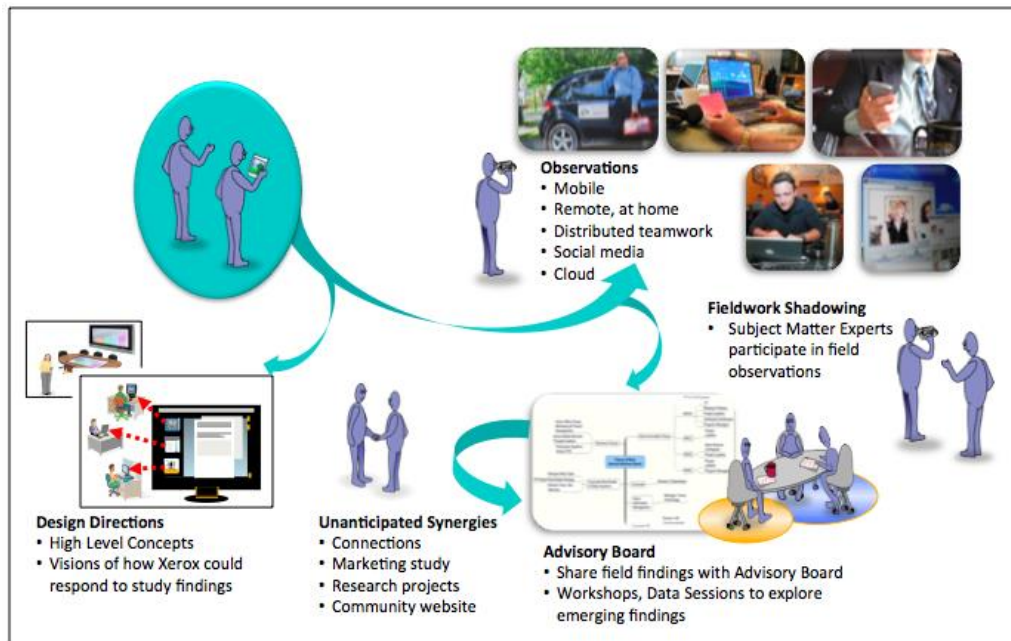 Observations
• Mobile
• Remote, at home
• Distributed teamwork
• Social media
• Cloud
Fieldwork Shadowing
• Subject Matter Experts
participate in field
observations
Design Directions
• High Level Concepts
• Visions of how Xerox could
respond to study findings
Unanticipated Synergies
• Connections
• Marketing study
• Research projects
• Community website
Advisory Board
• Share field findings with Advisory Board
• Workshops, Data Sessions to explore
emerging findings